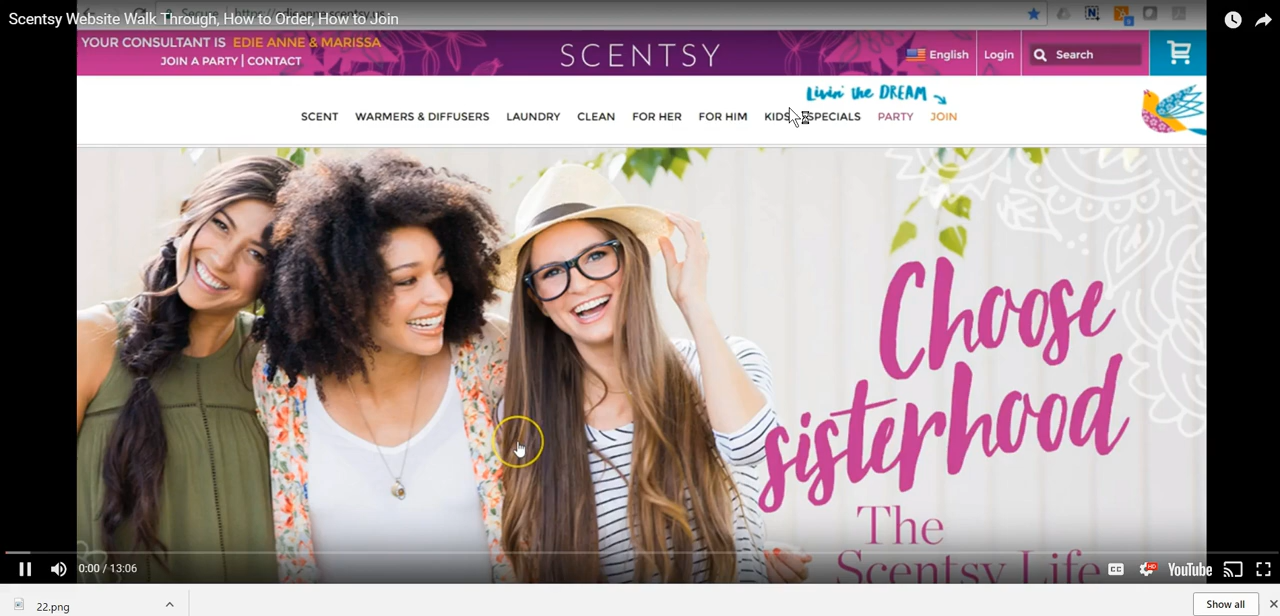 Scentsy Website Walk Through, How to Order, How to Join
YOUR CONSULTANT IS EDIE ANNE & MARISSA
JOIN A PARTY | CONTACT
SCENTSY
English
Login
Search
Livin' the DREAM
SCENT WARMERS & DIFFUSERS LAUNDRY CLEAN FOR HER FOR HIM KIDS SPECIALS PARTY JOIN
Choose
sisterhood
The
Scentsy Life
0:00 / 13:06
CC
HD
YouTube
22.png
Show all